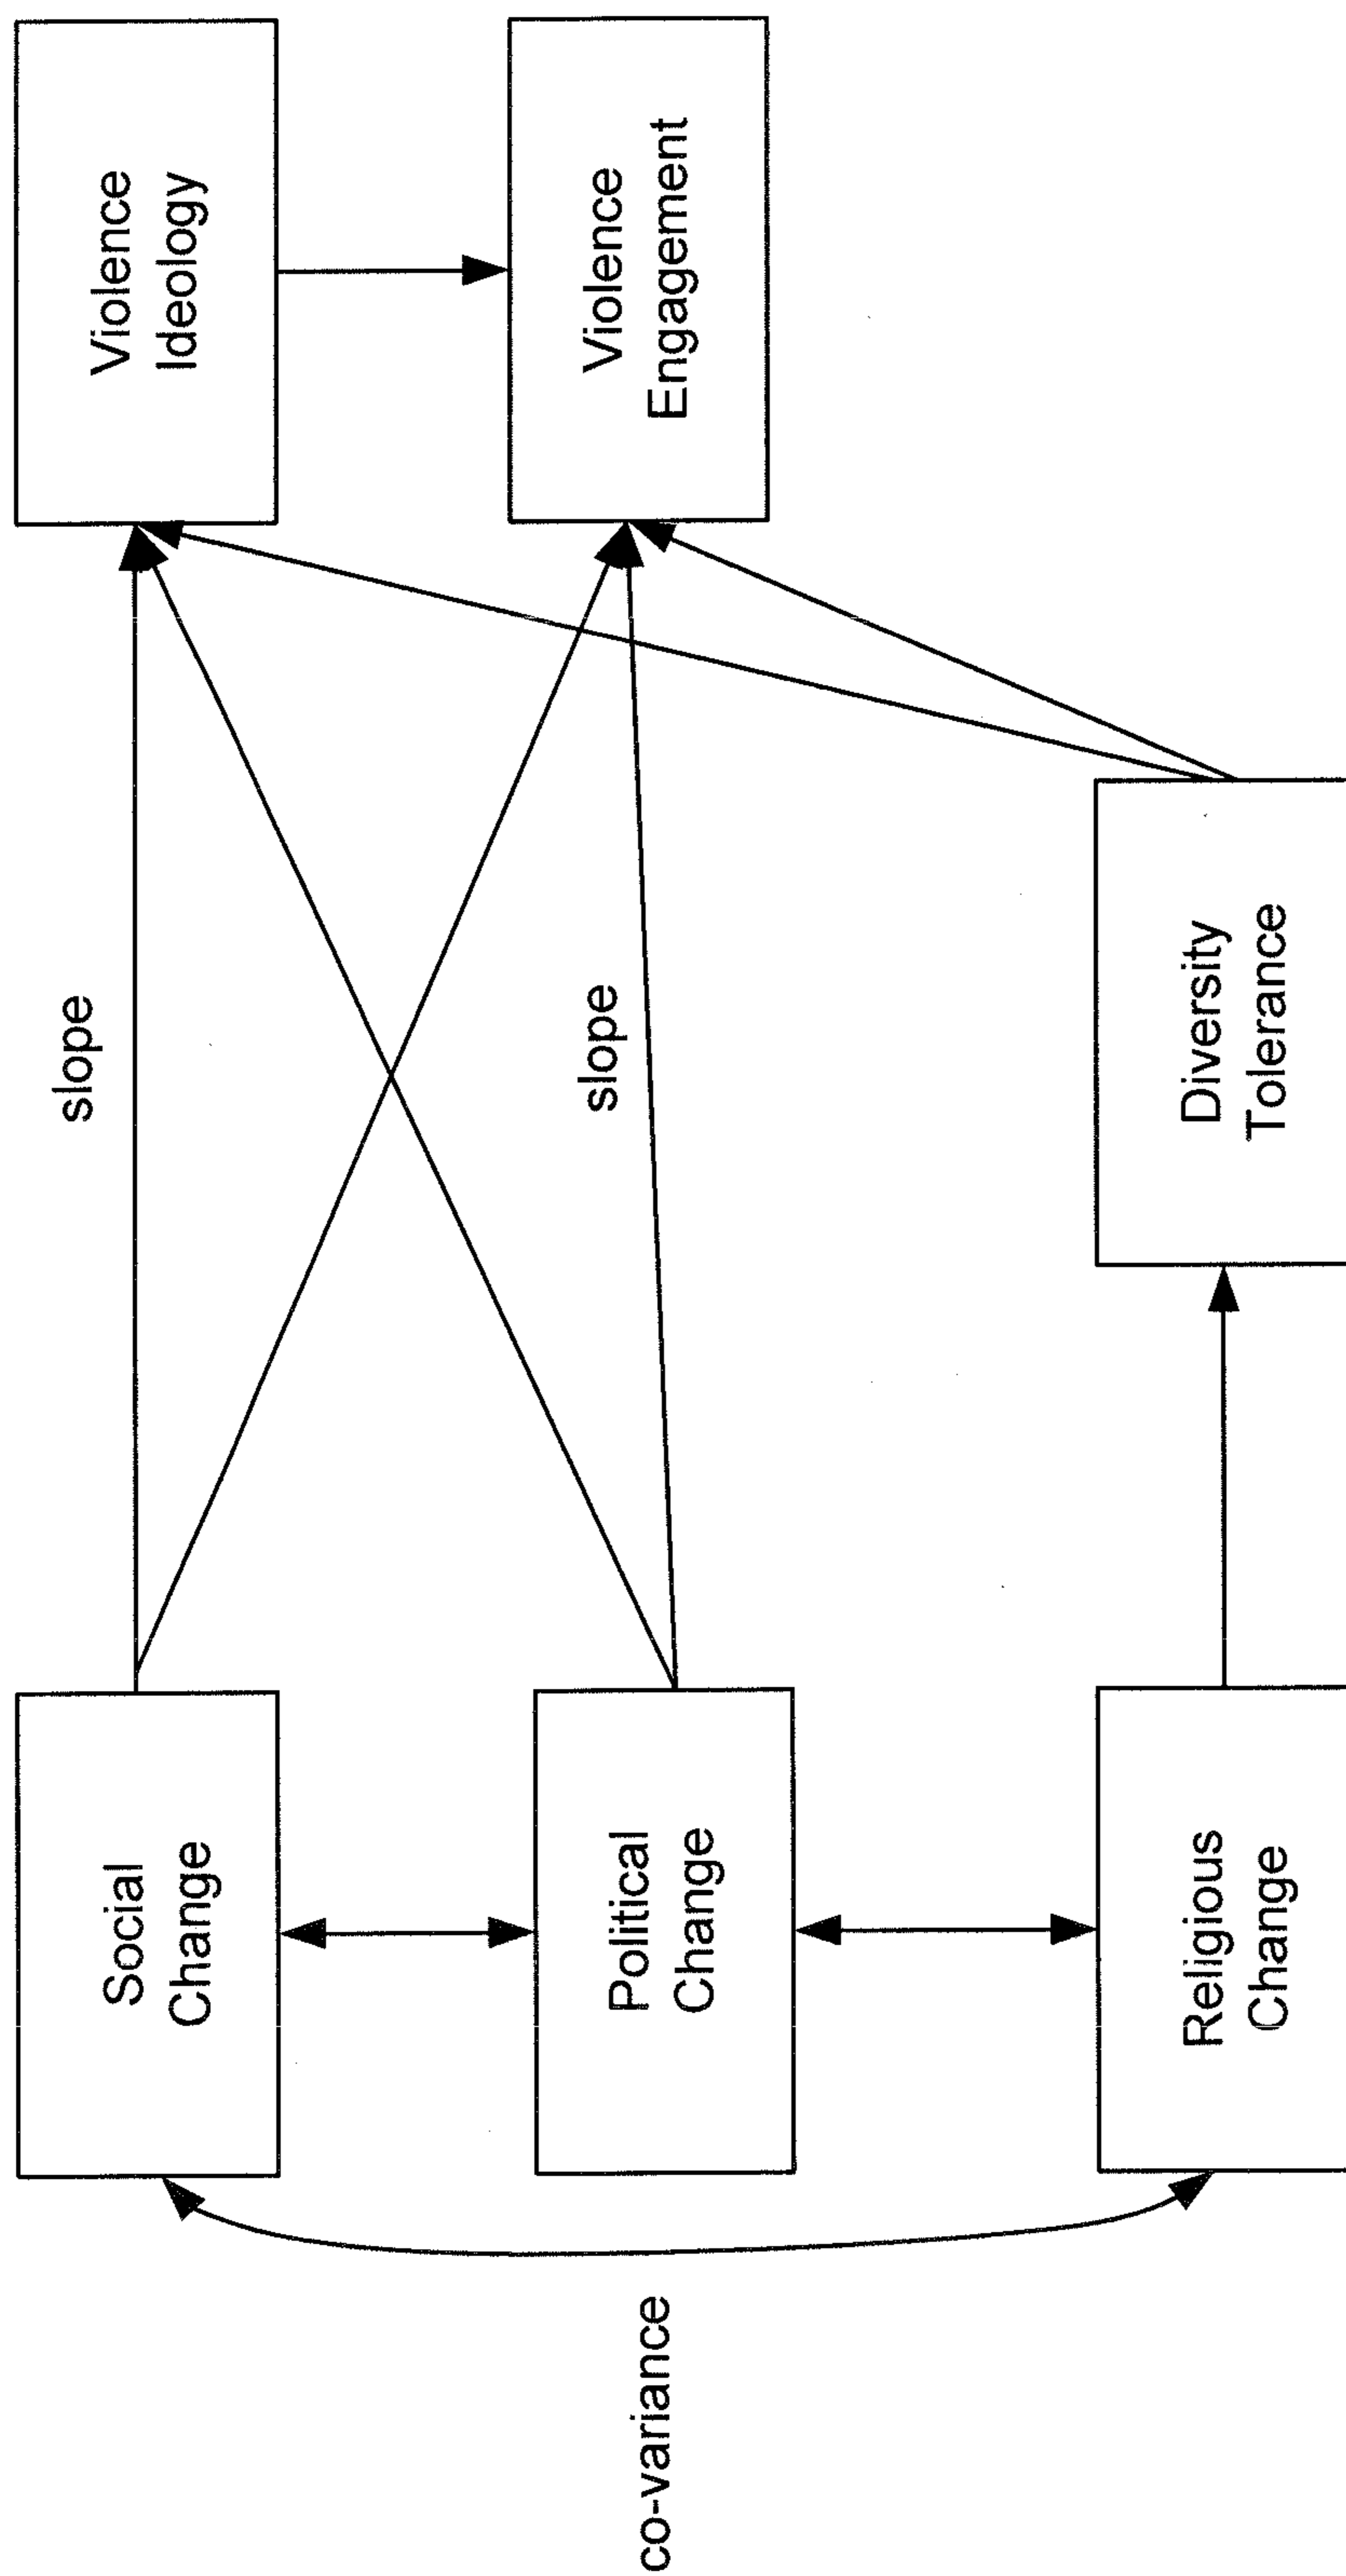 Social
Change
slope
Violence
Ideology
co-variance
Political
Change
slope
Violence
Engagement
Religious
Change
Diversity
Tolerance